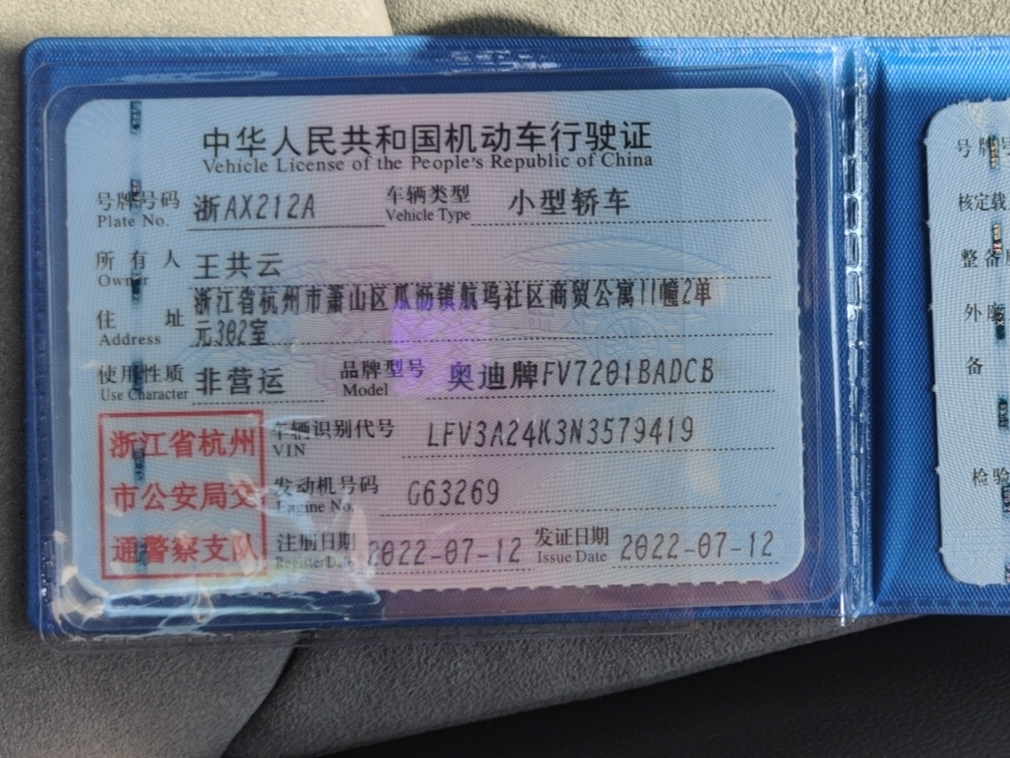 中华人民共和国机动车行驶证
Vehicle License of the People's Republic of China
号牌号码 浙AX212A 车辆类型 小型轿车
Plate No. Vehicle Type
所有人 王共云
Owner
浙江省杭州市萧山区瓜沥镇航坞社区商贸公寓11幢2单
住址 元302室
Address
使用性质 非营运 品牌型号 奥迪牌FV7201BADCB
Use Character Model
浙江省杭州 车辆识别代号 LFV3A24K3N3579419
VIN
市公安局交 发动机号码 G63269
Engine No.
通警察支队 注册日期 2022-07-12 发证日期 2022-07-12
Register Date Issue Date
号牌号
核定载
整备
外
备
检验